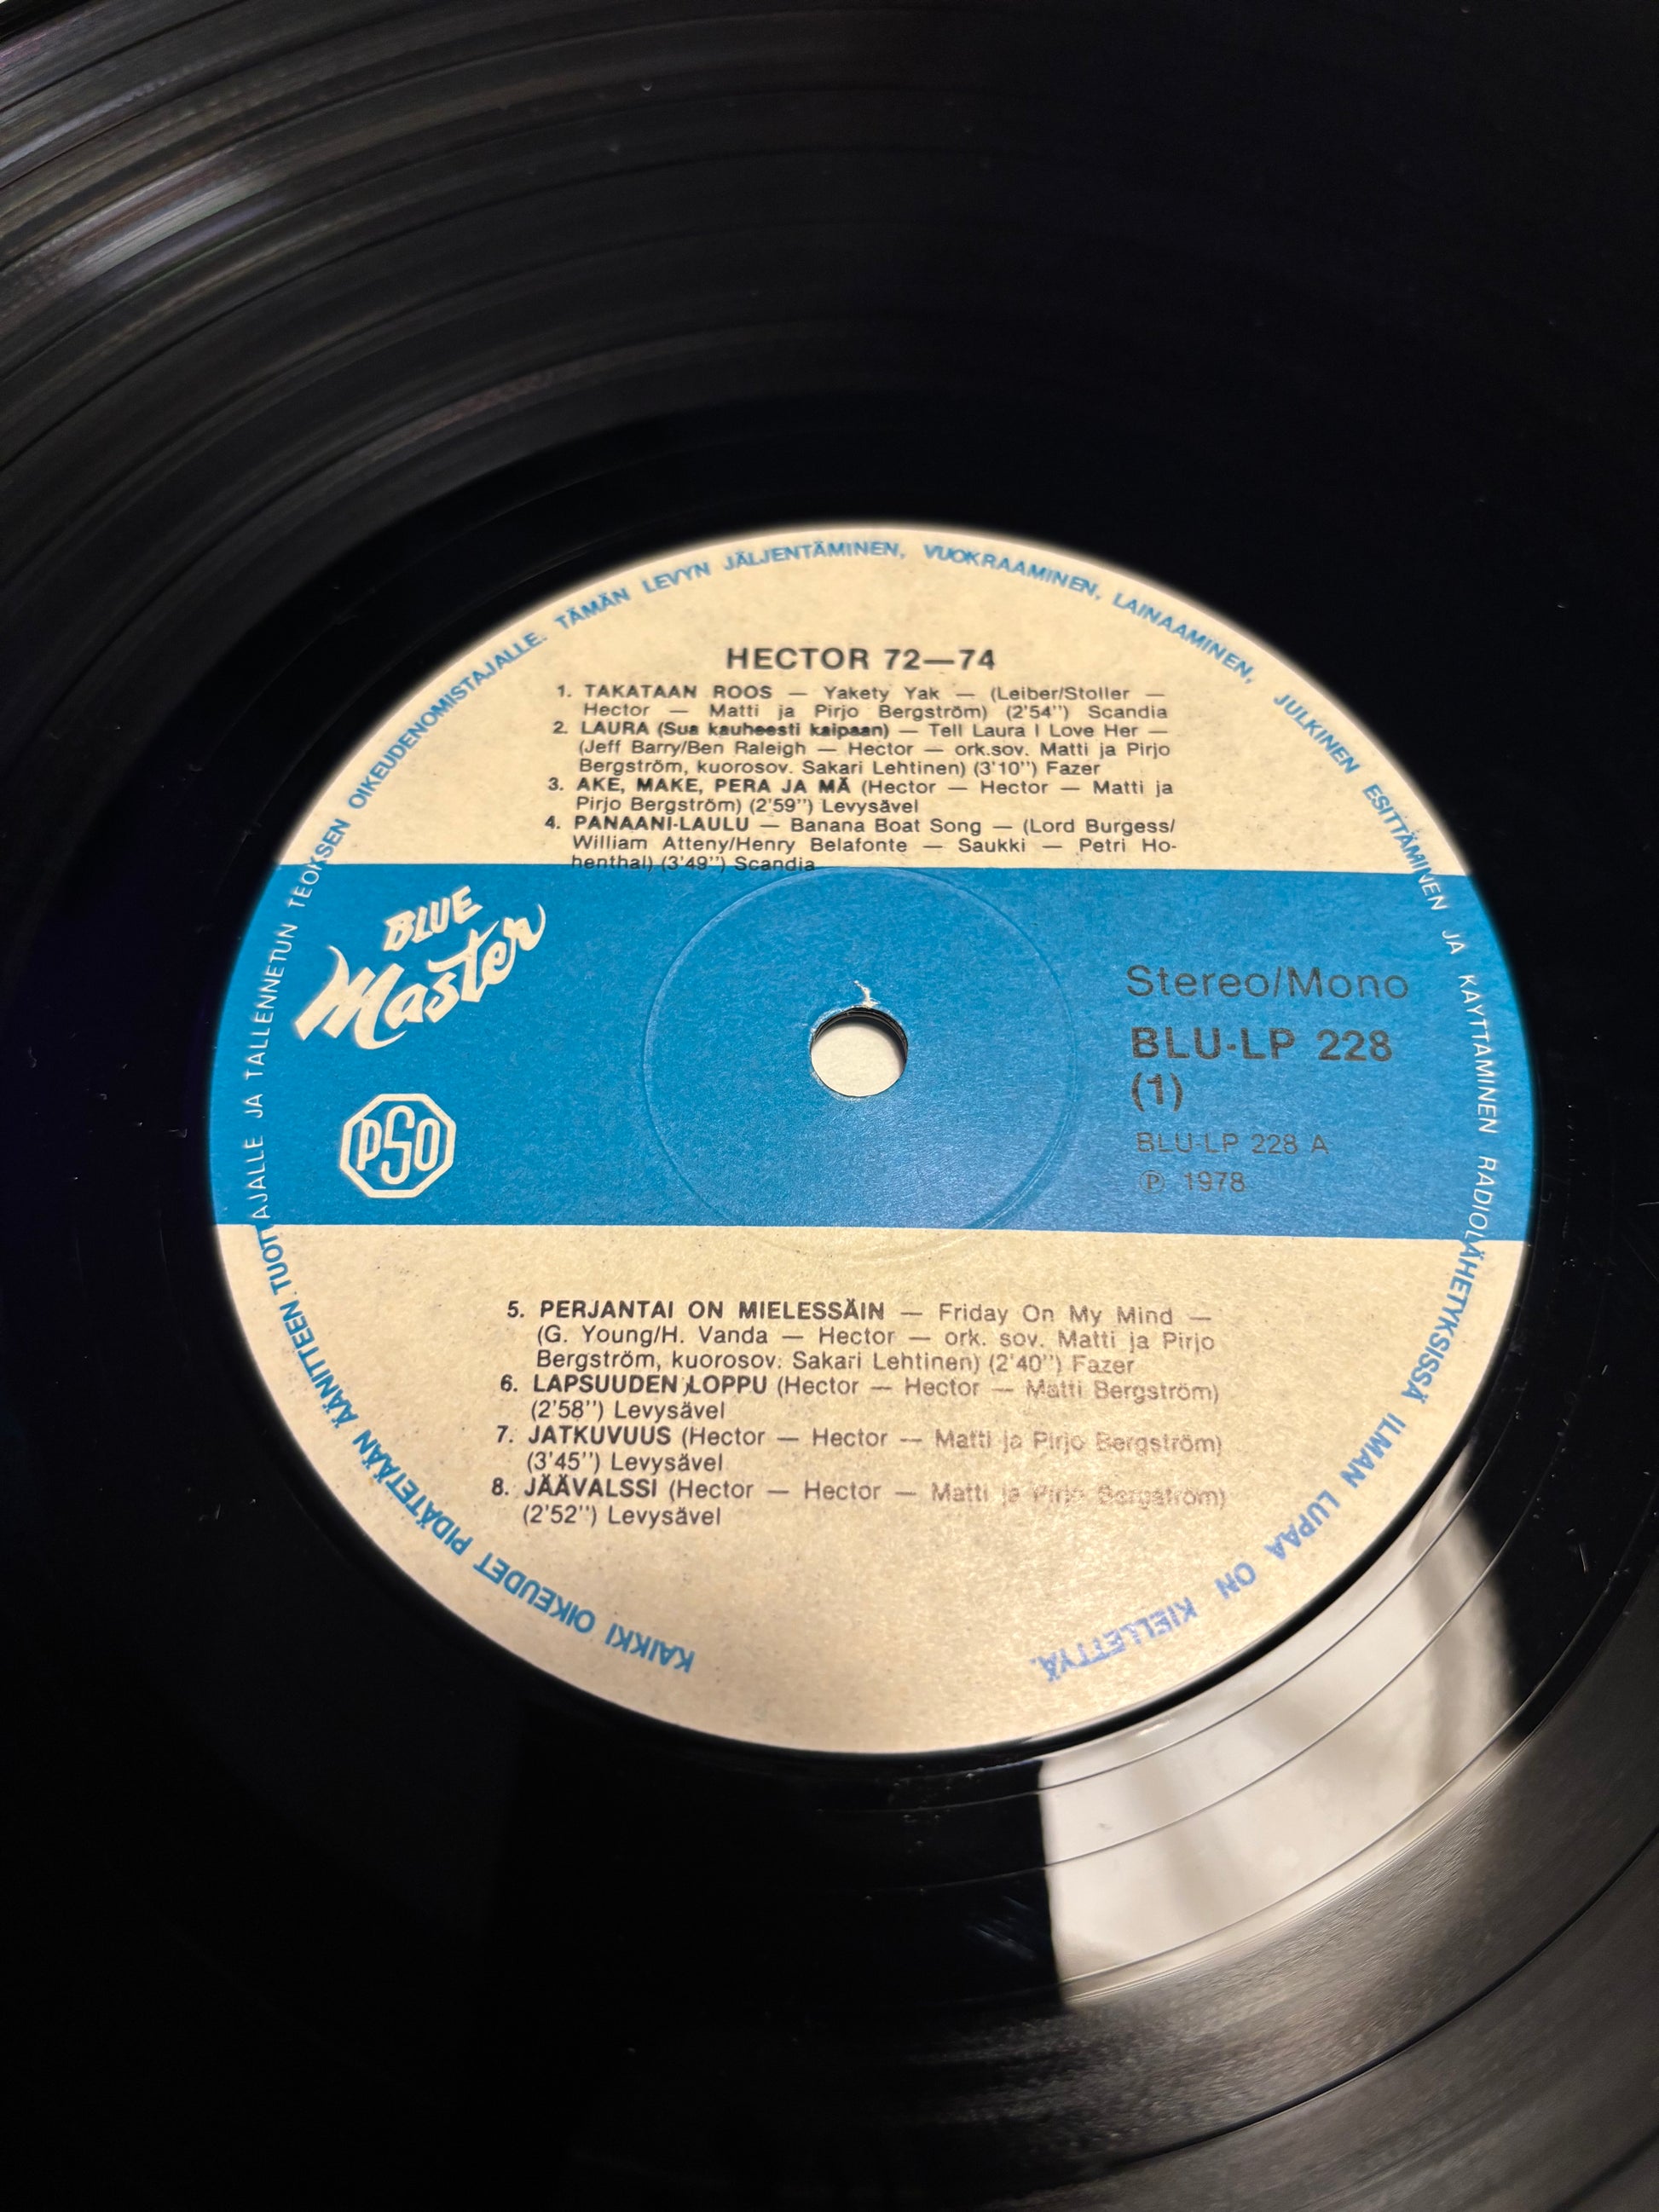 KAIKKI OIKEUDET PIDÄTETÄÄN ÄÄNITTEEN TUOTTAJALLE JA TALLENNETUN TEOKSEN OIKEUDENOMISTAJALLE. TÄMÄN LEVYN JÄLJENTÄMINEN, VUOKRAAMINEN, LAINAAMINEN, JULKINEN ESITTÄMINEN JA KÄYTTÄMINEN RADIOLÄHETYKSISSÄ ILMAN LUPAA ON KIELLETTYÄ.
HECTOR 72—74
1. TAKATAAN ROOS — Yakety Yak — (Leiber/Stoller —
Hector — Matti ja Pirjo Bergström) (2'54'') Scandia
2. LAURA (Sua kauheesti kaipaan) — Tell Laura I Love Her —
(Jeff Barry/Ben Raleigh — Hector — ork.sov. Matti ja Pirjo
Bergström, kuorosov. Sakari Lehtinen) (3'10'') Fazer
3. AKE, MAKE, PERA JA MÄ (Hector — Hector — Matti ja
Pirjo Bergström) (2'59'') Levysävel
4. PANAANI-LAULU — Banana Boat Song — (Lord Burgess/
William Atteny/Henry Belafonte — Saukki — Petri Ho-
henthal) (3'49'') Scandia
BLUE
Master
PSO
Stereo/Mono
BLU-LP 228
(1)
BLU-LP 228 A
℗ 1978
5. PERJANTAI ON MIELESSÄIN — Friday On My Mind —
(G. Young/H. Vanda — Hector — ork. sov. Matti ja Pirjo
Bergström, kuorosov. Sakari Lehtinen) (2'40'') Fazer
6. LAPSUUDEN LOPPU (Hector — Hector — Matti Bergström)
(2'58'') Levysävel
7. JATKUVUUS (Hector — Hector — Matti ja Pirjo Bergström)
(3'45'') Levysävel
8. JÄÄVALSSI (Hector — Hector — Matti ja Pirjo Bergström)
(2'52'') Levysävel